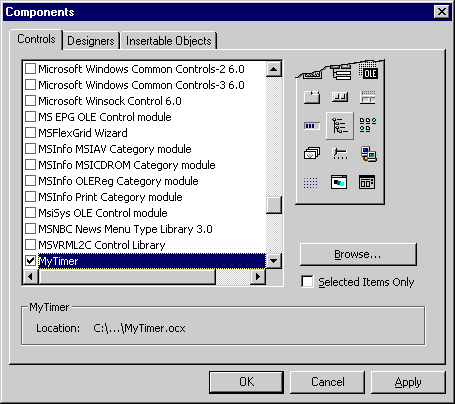 Components
Controls
Designers
Insertable Objects
Microsoft Windows Common Controls-2 6.0
Microsoft Windows Common Controls-3 6.0
Microsoft Winsock Control 6.0
MS EPG OLE Control module
MSFlexGrid Wizard
MSInfo MSIAV Category module
MSInfo MSICDROM Category module
MSInfo OLEReg Category module
MSInfo Print Category module
MsiSys OLE Control module
MSNBC News Menu Type Library 3.0
MSVRML2C Control Library
MyTimer
OLE
Browse...
Selected Items Only
MyTimer
Location: C:\...\MyTimer.ocx
OK
Cancel
Apply